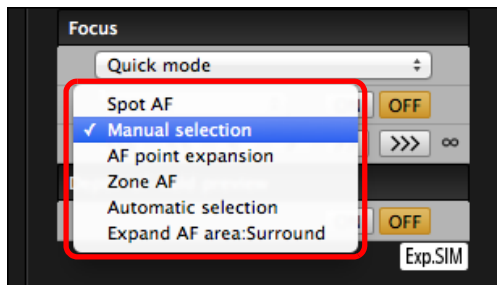 Focus
Quick mode
Spot AF
OFF
✓ Manual selection
>>> ∞
AF point expansion
Zone AF
Automatic selection
OFF
Expand AF area:Surround
Exp.SIM